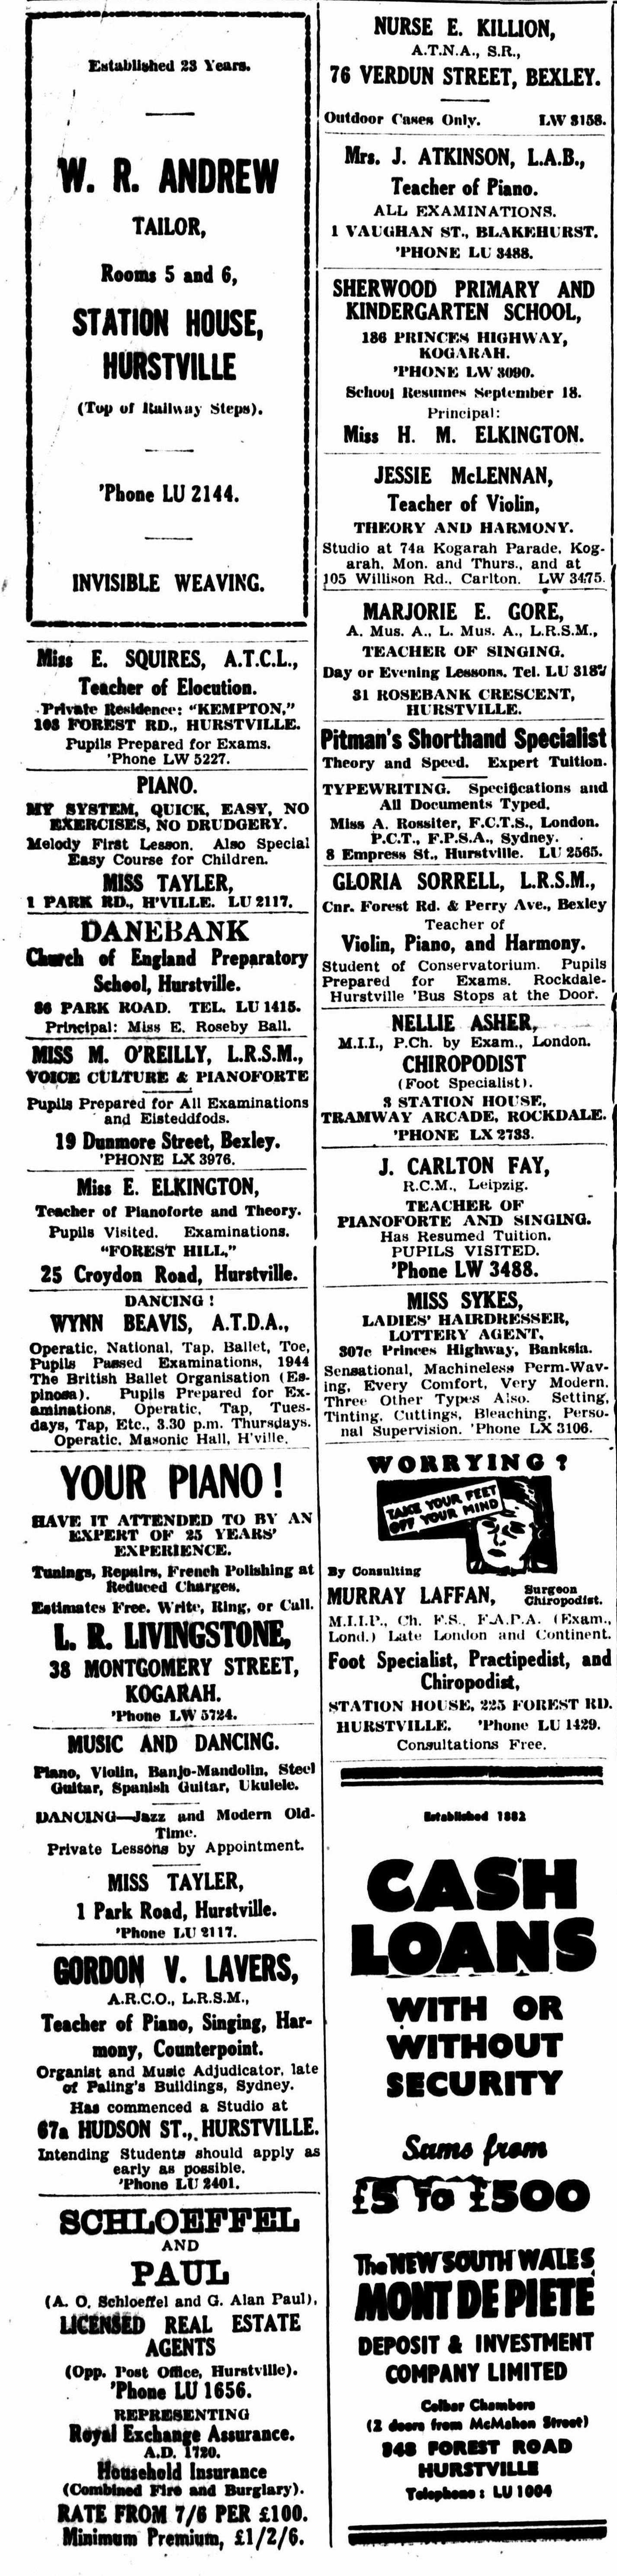 Established 23 Years.
W. R. ANDREW
TAILOR,
Rooms 5 and 6,
STATION HOUSE,
HURSTVILLE
(Top of Railway Steps).
'Phone LU 2144.
INVISIBLE WEAVING.
Miss E. SQUIRES, A.T.C.L.,
Teacher of Elocution.
Private Residence: "KEMPTON,"
103 FOREST RD., HURSTVILLE.
Pupils Prepared for Exams.
'Phone LW 5227.
PIANO.
MY SYSTEM, QUICK, EASY, NO
EXERCISES, NO DRUDGERY.
Melody First Lesson. Also Special
Easy Course for Children.
MISS TAYLER,
1 PARK RD., H'VILLE. LU 2117.
DANEBANK
Church of England Preparatory
School, Hurstville.
86 PARK ROAD. TEL. LU 1415.
Principal: Miss E. Roseby Ball.
MISS M. O'REILLY, L.R.S.M.,
VOICE CULTURE & PIANOFORTE
Pupils Prepared for All Examinations
and Eisteddfods.
19 Dunmore Street, Bexley.
'PHONE LX 3976.
Miss E. ELKINGTON,
Teacher of Pianoforte and Theory.
Pupils Visited. Examinations.
"FOREST HILL,"
25 Croydon Road, Hurstville.
DANCING!
WYNN BEAVIS, A.T.D.A.,
Operatic, National, Tap, Ballet, Toe,
Pupils Passed Examinations, 1944
The British Ballet Organisation (Es-
pinosa). Pupils Prepared for Ex-
aminations, Operatic, Tap, Tues-
days, Tap, Etc., 3.30 p.m. Thursdays.
Operatic, Masonic Hall, H'ville.
YOUR PIANO!
HAVE IT ATTENDED TO BY AN
EXPERT OF 25 YEARS'
EXPERIENCE.
Tunings, Repairs, French Polishing at
Reduced Charges.
Estimates Free. Write, Ring, or Call.
L. R. LIVINGSTONE,
38 MONTGOMERY STREET,
KOGARAH.
'Phone LW 5724.
MUSIC AND DANCING.
Piano, Violin, Banjo-Mandolin, Steel
Guitar, Spanish Guitar, Ukulele.
DANCING—Jazz and Modern Old-
Time.
Private Lessons by Appointment.
MISS TAYLER,
1 Park Road, Hurstville.
'Phone LU 2117.
GORDON V. LAVERS,
A.R.C.O., L.R.S.M.,
Teacher of Piano, Singing, Har-
mony, Counterpoint.
Organist and Music Adjudicator, late
of Paling's Buildings, Sydney.
Has commenced a Studio at
67a HUDSON ST., HURSTVILLE.
Intending Students should apply as
early as possible.
'Phone LU 2401.
SCHLOEFFEL
AND
PAUL
(A. O. Schloeffel and G. Alan Paul),
LICENSED REAL ESTATE
AGENTS
(Opp. Post Office, Hurstville).
'Phone LU 1656.
REPRESENTING
Royal Exchange Assurance.
A.D. 1720.
Household Insurance
(Combined Fire and Burglary).
RATE FROM 7/6 PER £100.
Minimum Premium, £1/2/6.
NURSE E. KILLION,
A.T.N.A., S.R.,
76 VERDUN STREET, BEXLEY.
Outdoor Cases Only. LW 3158.
Mrs. J. ATKINSON, L.A.B.,
Teacher of Piano.
ALL EXAMINATIONS.
1 VAUGHAN ST., BLAKEHURST.
'PHONE LU 3488.
SHERWOOD PRIMARY AND
KINDERGARTEN SCHOOL,
186 PRINCES HIGHWAY,
KOGARAH.
'PHONE LW 3090.
School Resumes September 18.
Principal:
Miss H. M. ELKINGTON.
JESSIE McLENNAN,
Teacher of Violin,
THEORY AND HARMONY.
Studio at 74a Kogarah Parade, Kog-
arah, Mon. and Thurs., and at
105 Willison Rd., Carlton. LW 3475.
MARJORIE E. GORE,
A. Mus. A., L. Mus. A., L.R.S.M.,
TEACHER OF SINGING.
Day or Evening Lessons. Tel. LU 3187
31 ROSEBANK CRESCENT,
HURSTVILLE.
Pitman's Shorthand Specialist
Theory and Speed. Expert Tuition.
TYPEWRITING. Specifications and
All Documents Typed.
Miss A. Rossiter, F.C.T.S., London.
P.C.T., F.P.S.A., Sydney.
8 Empress St., Hurstville. LU 2565.
GLORIA SORRELL, L.R.S.M.,
Cnr. Forest Rd. & Perry Ave., Bexley
Teacher of
Violin, Piano, and Harmony.
Student of Conservatorium. Pupils
Prepared for Exams. Rockdale-
Hurstville 'Bus Stops at the Door.
NELLIE ASHER,
M.I.I., P.Ch. by Exam., London.
CHIROPODIST
(Foot Specialist).
3 STATION HOUSE,
TRAMWAY ARCADE, ROCKDALE.
'PHONE LX 2733.
J. CARLTON FAY,
R.C.M., Leipzig.
TEACHER OF
PIANOFORTE AND SINGING.
Has Resumed Tuition.
PUPILS VISITED.
'Phone LW 3488.
MISS SYKES,
LADIES' HAIRDRESSER,
LOTTERY AGENT,
307c Princes Highway, Banksia.
Sensational, Machineless Perm-Wav-
ing, Every Comfort, Very Modern.
Three Other Types Also. Setting,
Tinting, Cuttings, Bleaching, Perso-
nal Supervision. 'Phone LX 3106.
WORRYING?
TAKE YOUR FEET
OFF YOUR MIND
By Consulting
MURRAY LAFFAN, Surgeon Chiropodist.
M.I.I.P., Ch. F.S., F.A.P.A. (Exam.,
Lond.) Late London and Continent.
Foot Specialist, Practipedist, and
Chiropodist,
STATION HOUSE, 225 FOREST RD.
HURSTVILLE. 'Phone LU 1429.
Consultations Free.
Established 1882
CASH
LOANS
WITH OR
WITHOUT
SECURITY
Sums from
£5 To £500
The NEW SOUTH WALES
MONT DE PIETE
DEPOSIT & INVESTMENT
COMPANY LIMITED
Colbar Chambers
(2 doors from McMahon Street)
248 FOREST ROAD
HURSTVILLE
Telephone: LU 1004